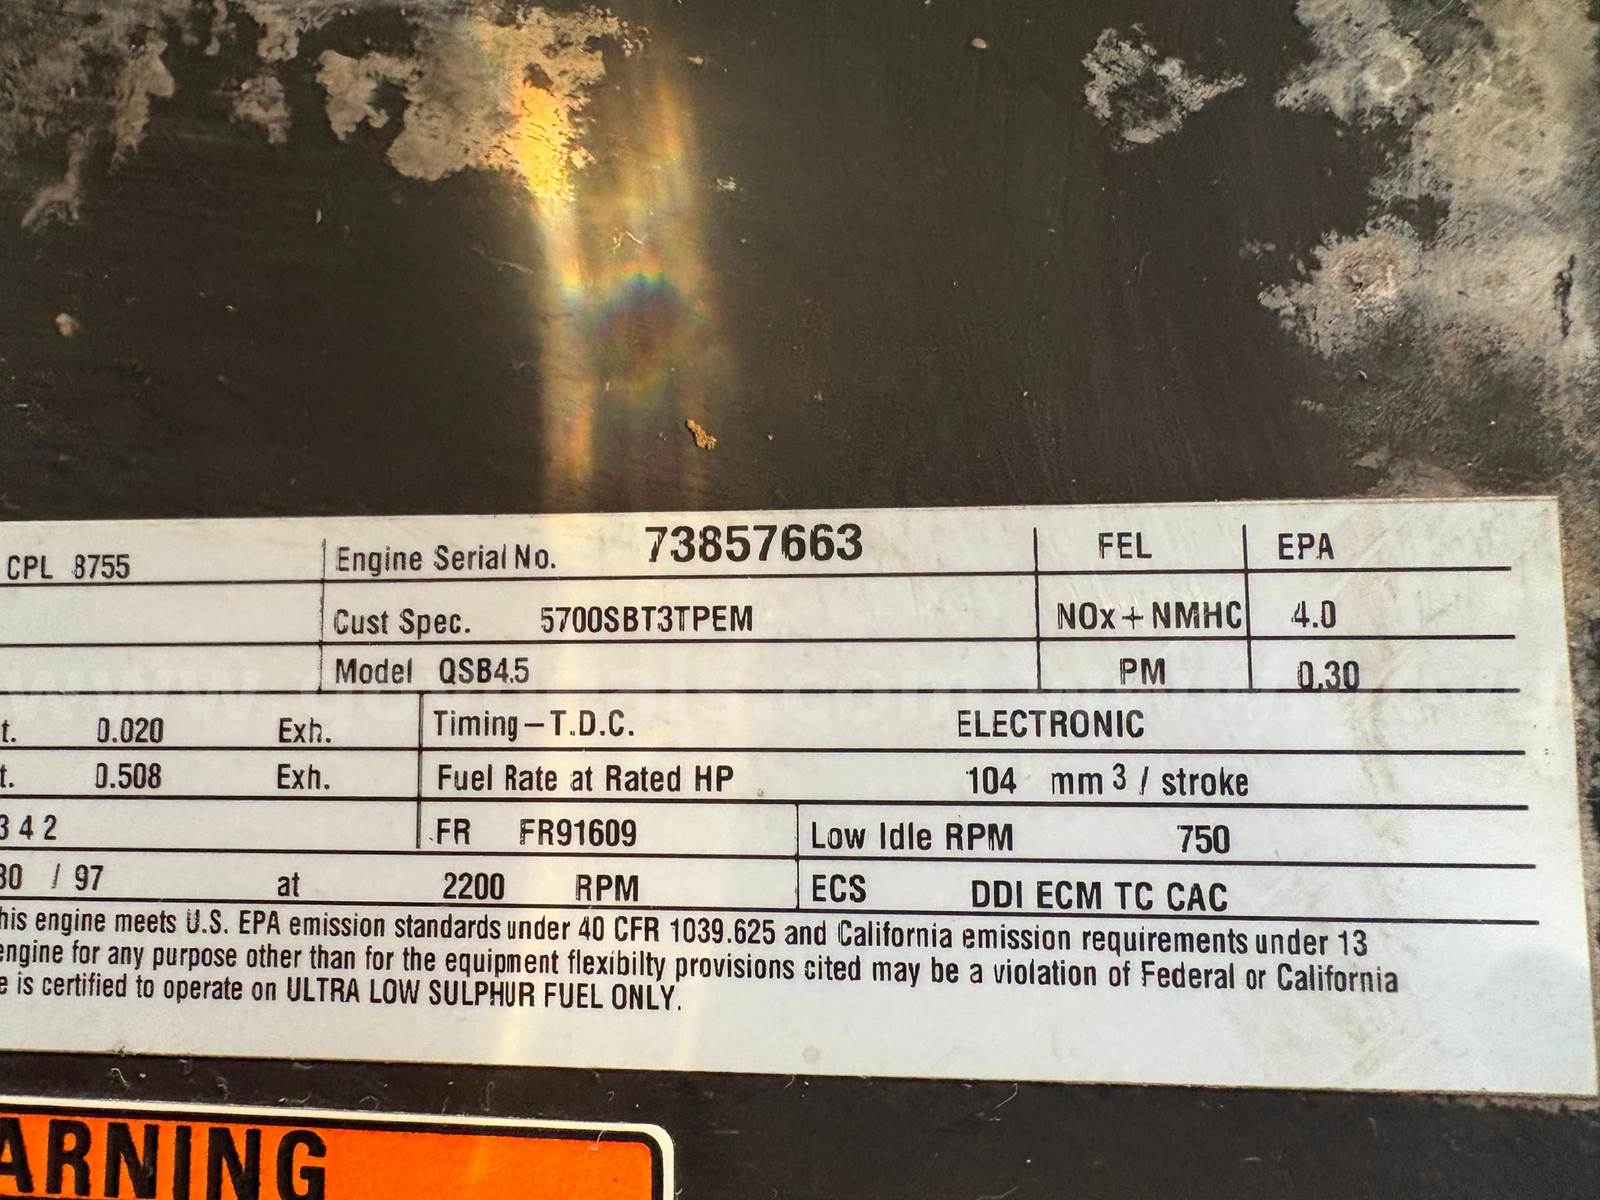 CPL 8755 Engine Serial No. 73857663 FEL EPA
Cust Spec. 5700SBT3TPEM NOx + NMHC 4.0
Model QSB4.5 PM 0.30
t. 0.020 Exh. Timing – T.D.C. ELECTRONIC
t. 0.508 Exh. Fuel Rate at Rated HP 104 mm 3 / stroke
3 4 2 FR FR91609 Low Idle RPM 750
30 / 97 at 2200 RPM ECS DDI ECM TC CAC
his engine meets U.S. EPA emission standards under 40 CFR 1039.625 and California emission requirements under 13
engine for any purpose other than for the equipment flexibilty provisions cited may be a violation of Federal or California
e is certified to operate on ULTRA LOW SULPHUR FUEL ONLY.
ARNING